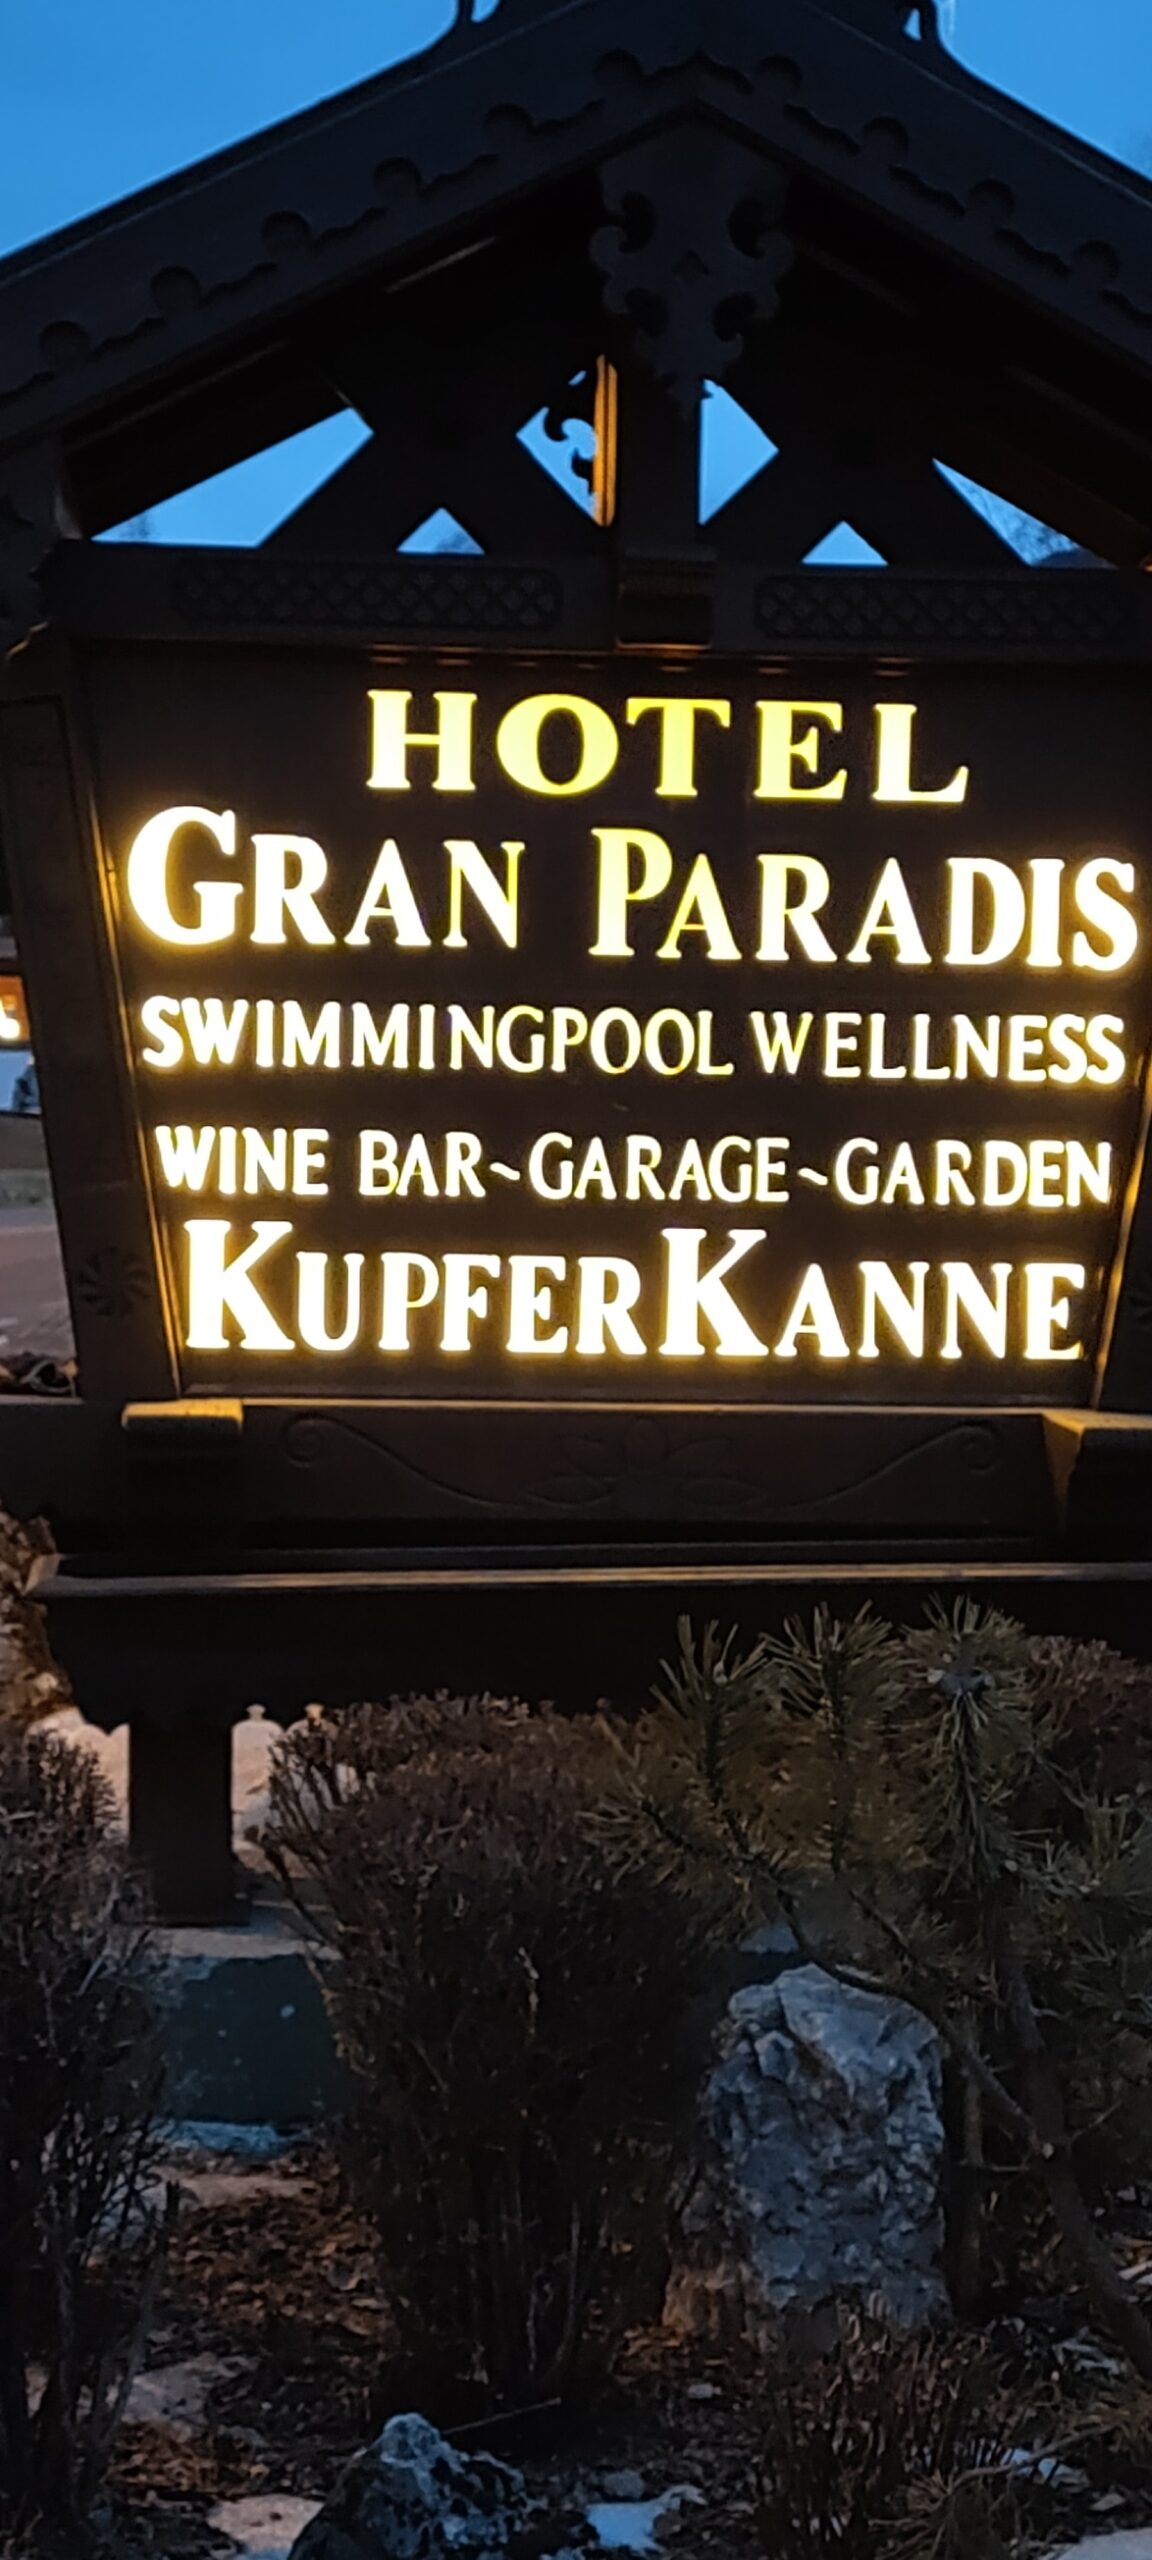 HOTEL
GRAN PARADIS
SWIMMINGPOOL WELLNESS
WINE BAR~GARAGE~GARDEN
KUPFERKANNE